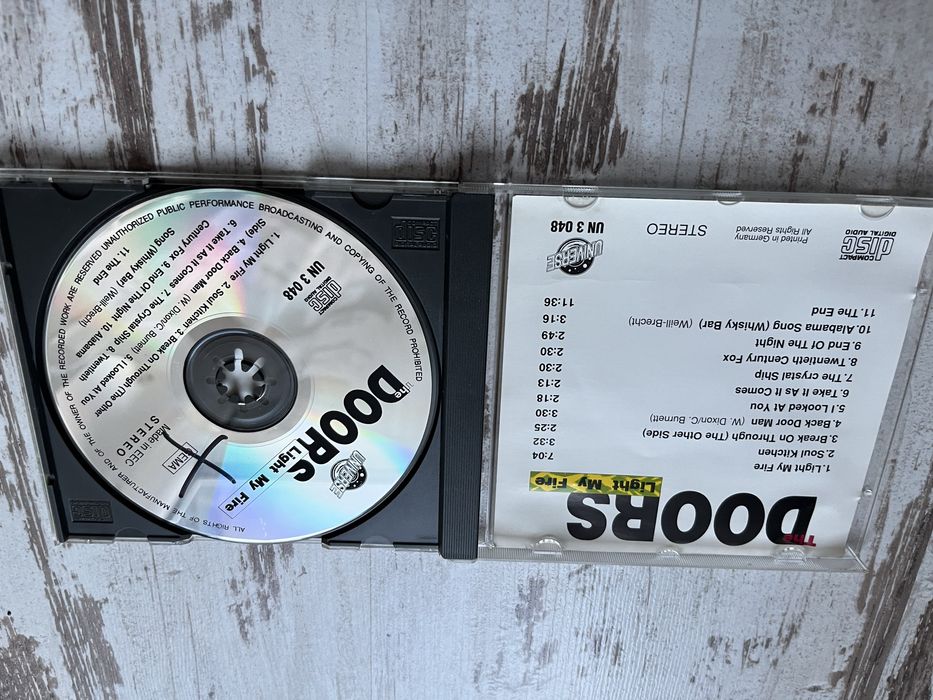 The
DOORS
Light My Fire
1. Light My Fire 7:04
2. Soul Kitchen 3:32
3. Break On Through (The Other Side) 2:25
4. Back Door Man (W. Dixon/C. Burnett) 3:30
5. I Looked At You 2:18
6. Take It As It Comes 2:13
7. The crystal Ship 2:30
8. Twentieth Century Fox 2:30
9. End Of The Night 2:49
10. Alabama Song (Whisky Bar) (Weill-Brecht) 3:16
11. The End 11:36
COMPACT
disc
DIGITAL AUDIO
Printed in Germany
All Rights Reserved
STEREO
UNIVERSE
UN 3 048
ALL RIGHTS OF THE MANUFACTURER AND OF THE OWNER OF THE RECORDED WORK ARE RESERVED UNAUTHORIZED PUBLIC PERFORMANCE BROADCASTING AND COPYING OF THE RECORD PROHIBITED
The
DOORS
Light My Fire
UNIVERSE
Made in EEC
STEREO
GEMA
COMPACT
disc
DIGITAL AUDIO
UN 3 048
1. Light My Fire 2. Soul Kitchen 3. Break On Through (The Other
Side) 4. Back Door Man (W. Dixon/C. Burnett) 5. I Looked At You
6. Take It As It Comes 7. The Crystal Ship 8. Twentieth
Century Fox 9. End Of The Night 10. Alabama
Song (Whisky Bar) (Weill-Brecht)
11. The End
disc
disc